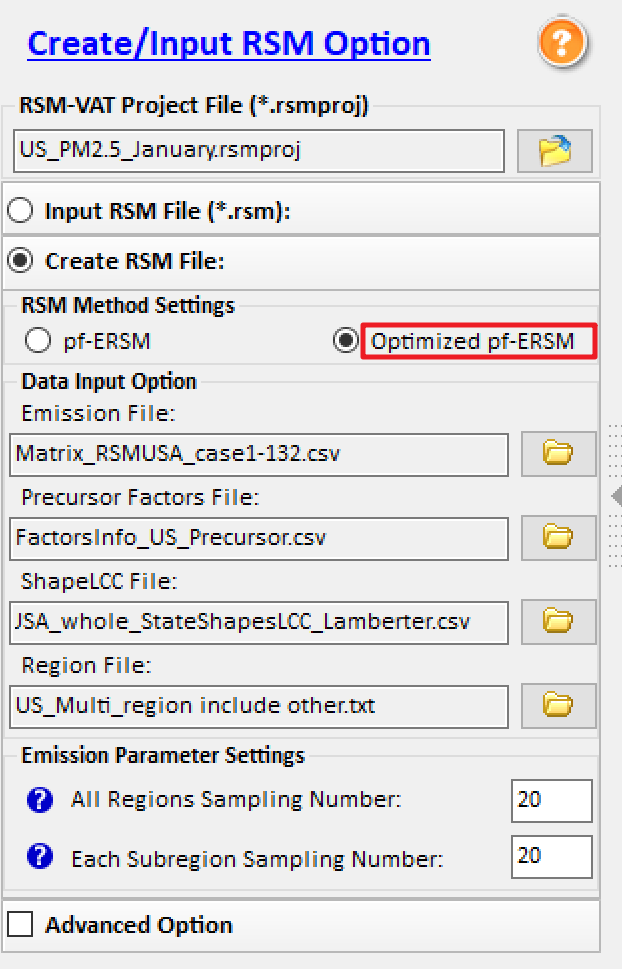 Create/Input RSM Option
?
RSM-VAT Project File (*.rsmproj)
US_PM2.5_January.rsmproj
Input RSM File (*.rsm):
Create RSM File:
RSM Method Settings
pf-ERSM Optimized pf-ERSM
Data Input Option
Emission File:
Matrix_RSMUSA_case1-132.csv
Precursor Factors File:
FactorsInfo_US_Precursor.csv
ShapeLCC File:
JSA_whole_StateShapesLCC_Lamberter.csv
Region File:
US_Multi_region include other.txt
Emission Parameter Settings
? All Regions Sampling Number: 20
? Each Subregion Sampling Number: 20
Advanced Option